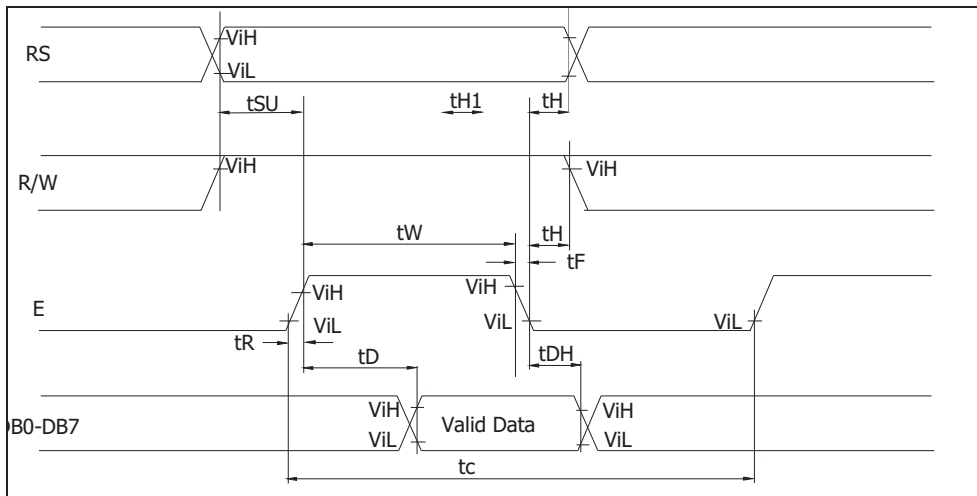 RS
ViH
ViL
tSU
tH1
tH
R/W
ViH
ViH
tW
tH
tF
E
ViH
ViH
ViL
ViL
ViL
tR
tD
tDH
DB0-DB7
ViH
ViL
Valid Data
ViH
ViL
tc